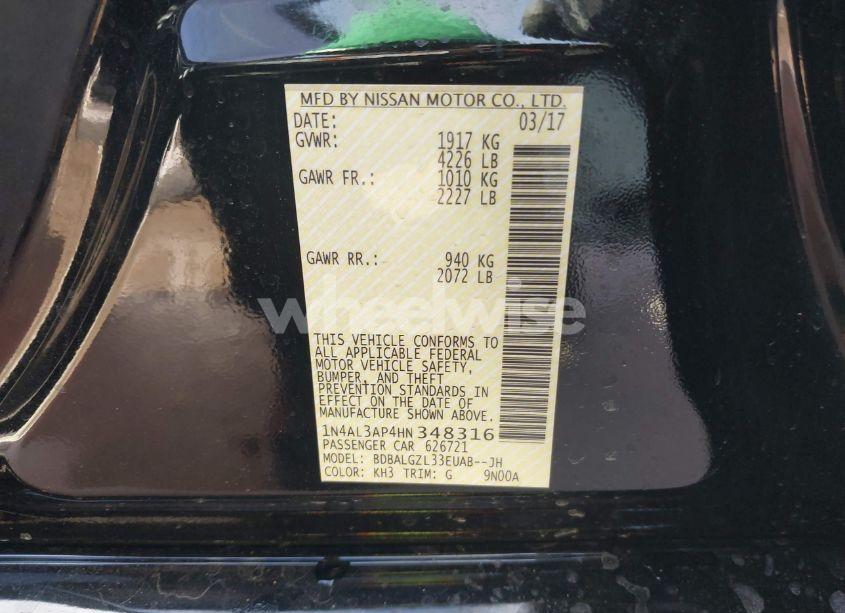 MFD BY NISSAN MOTOR CO., LTD.
DATE: 03/17
GVWR: 1917 KG
4226 LB
GAWR FR.: 1010 KG
2227 LB
GAWR RR.: 940 KG
2072 LB
wheelwise
THIS VEHICLE CONFORMS TO
ALL APPLICABLE FEDERAL
MOTOR VEHICLE SAFETY,
BUMPER, AND THEFT
PREVENTION STANDARDS IN
EFFECT ON THE DATE OF
MANUFACTURE SHOWN ABOVE.
1N4AL3AP4HN348316
PASSENGER CAR 626721
MODEL: BDBALGZL33EUAB--JH
COLOR: KH3 TRIM: G 9N00A